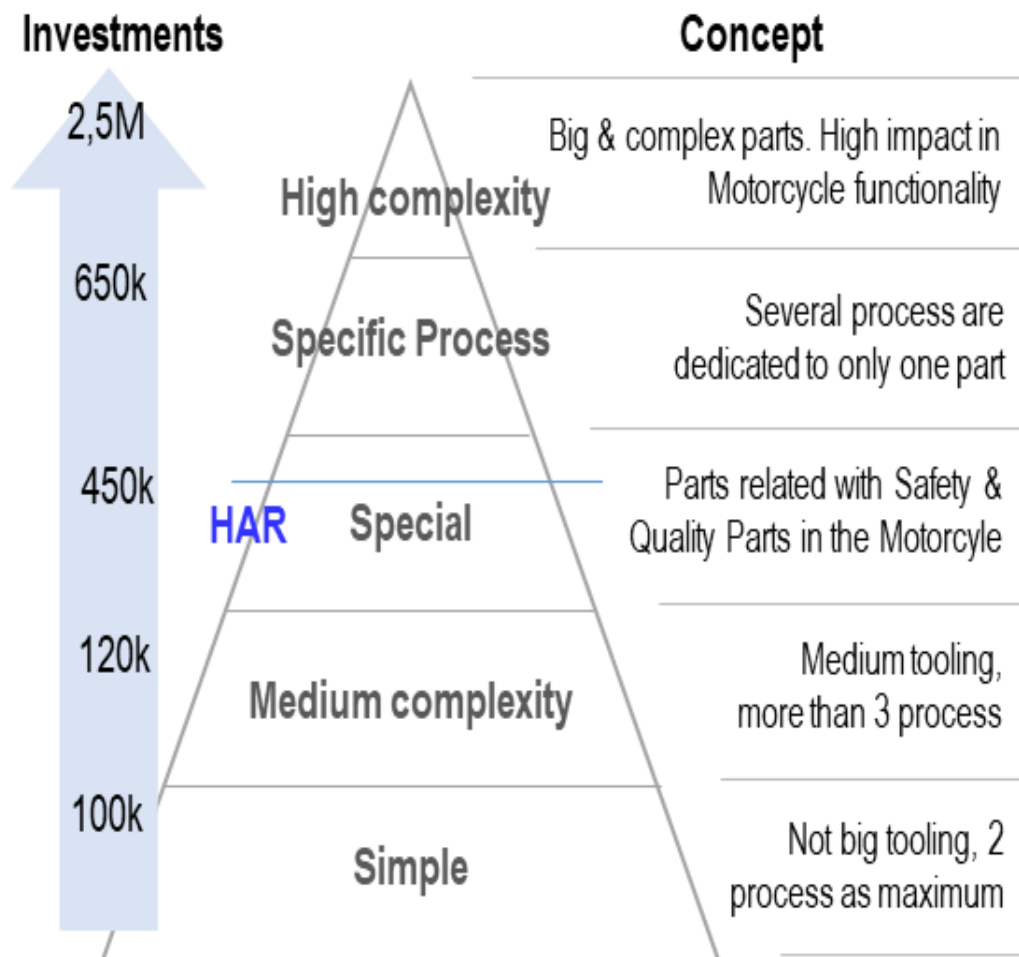 Investments
Concept
2,5M
Big & complex parts. High impact in
Motorcycle functionality
High complexity
650k
Several process are
dedicated to only one part
Specific Process
450k
Parts related with Safety &
Quality Parts in the Motorcyle
HAR
Special
120k
Medium tooling,
more than 3 process
Medium complexity
100k
Not big tooling, 2
process as maximum
Simple